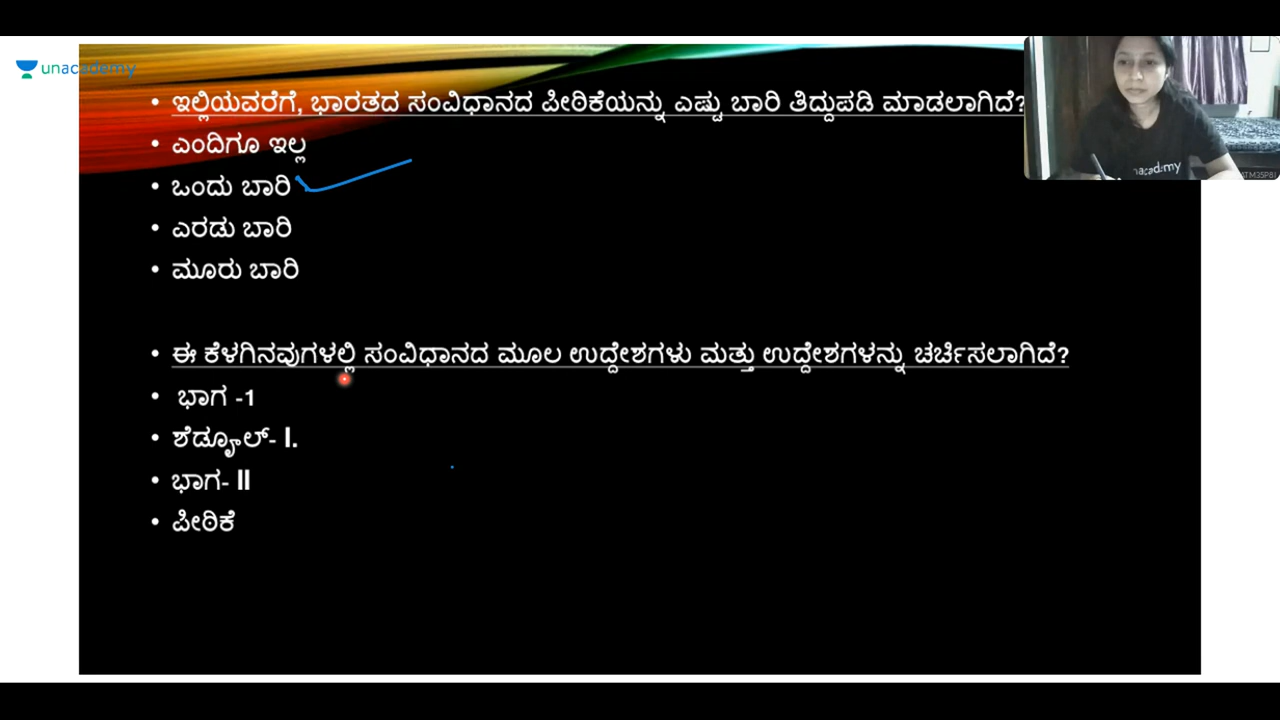 unacademy
ಇಲ್ಲಿಯವರೆಗೆ, ಭಾರತದ ಸಂವಿಧಾನದ ಪೀಠಿಕೆಯನ್ನು ಎಷ್ಟು ಬಾರಿ ತಿದ್ದುಪಡಿ ಮಾಡಲಾಗಿದೆ?
ಎಂದಿಗೂ ಇಲ್ಲ
ಒಂದು ಬಾರಿ
ಎರಡು ಬಾರಿ
ಮೂರು ಬಾರಿ
ಈ ಕೆಳಗಿನವುಗಳಲ್ಲಿ ಸಂವಿಧಾನದ ಮೂಲ ಉದ್ದೇಶಗಳು ಮತ್ತು ಉದ್ದೇಶಗಳನ್ನು ಚರ್ಚಿಸಲಾಗಿದೆ?
ಭಾಗ -1
ಶೆಡ್ಯೂಲ್- I.
ಭಾಗ- II
ಪೀಠಿಕೆ